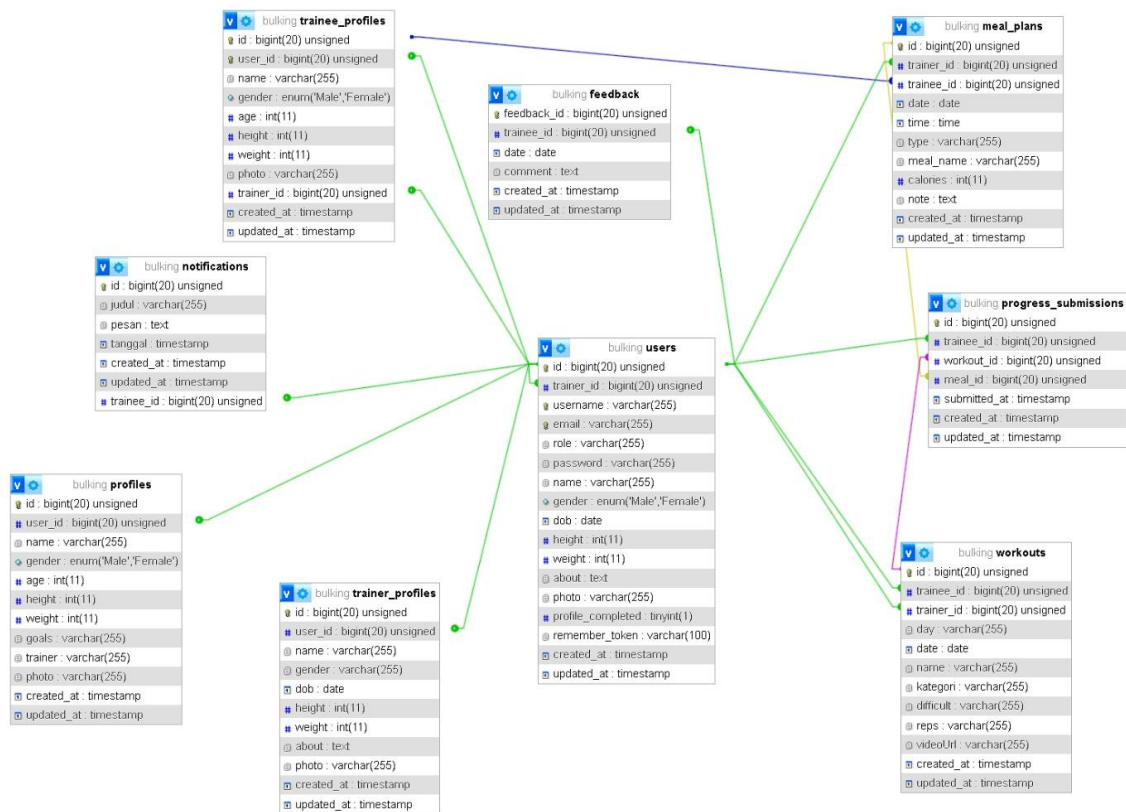 bulking trainee_profiles
id : bigint(20) unsigned
user_id : bigint(20) unsigned
name : varchar(255)
gender : enum('Male','Female')
age : int(11)
height : int(11)
weight : int(11)
photo : varchar(255)
trainer_id : bigint(20) unsigned
created_at : timestamp
updated_at : timestamp
bulking feedback
feedback_id : bigint(20) unsigned
trainee_id : bigint(20) unsigned
date : date
comment : text
created_at : timestamp
updated_at : timestamp
bulking meal_plans
id : bigint(20) unsigned
trainer_id : bigint(20) unsigned
trainee_id : bigint(20) unsigned
date : date
time : time
type : varchar(255)
meal_name : varchar(255)
calories : int(11)
note : text
created_at : timestamp
updated_at : timestamp
bulking notifications
id : bigint(20) unsigned
judul : varchar(255)
pesan : text
tanggal : timestamp
created_at : timestamp
updated_at : timestamp
trainee_id : bigint(20) unsigned
bulking users
id : bigint(20) unsigned
trainer_id : bigint(20) unsigned
username : varchar(255)
email : varchar(255)
role : varchar(255)
password : varchar(255)
name : varchar(255)
gender : enum('Male','Female')
dob : date
height : int(11)
weight : int(11)
about : text
photo : varchar(255)
profile_completed : tinyint(1)
remember_token : varchar(100)
created_at : timestamp
updated_at : timestamp
bulking progress_submissions
id : bigint(20) unsigned
trainee_id : bigint(20) unsigned
workout_id : bigint(20) unsigned
meal_id : bigint(20) unsigned
submitted_at : timestamp
created_at : timestamp
updated_at : timestamp
bulking profiles
id : bigint(20) unsigned
user_id : bigint(20) unsigned
name : varchar(255)
gender : enum('Male','Female')
age : int(11)
height : int(11)
weight : int(11)
goals : varchar(255)
trainer : varchar(255)
photo : varchar(255)
created_at : timestamp
updated_at : timestamp
bulking trainer_profiles
id : bigint(20) unsigned
user_id : bigint(20) unsigned
name : varchar(255)
gender : varchar(255)
dob : date
height : int(11)
weight : int(11)
about : text
photo : varchar(255)
created_at : timestamp
updated_at : timestamp
bulking workouts
id : bigint(20) unsigned
trainee_id : bigint(20) unsigned
trainer_id : bigint(20) unsigned
day : varchar(255)
date : date
name : varchar(255)
kategori : varchar(255)
difficult : varchar(255)
reps : varchar(255)
videoUrl : varchar(255)
created_at : timestamp
updated_at : timestamp